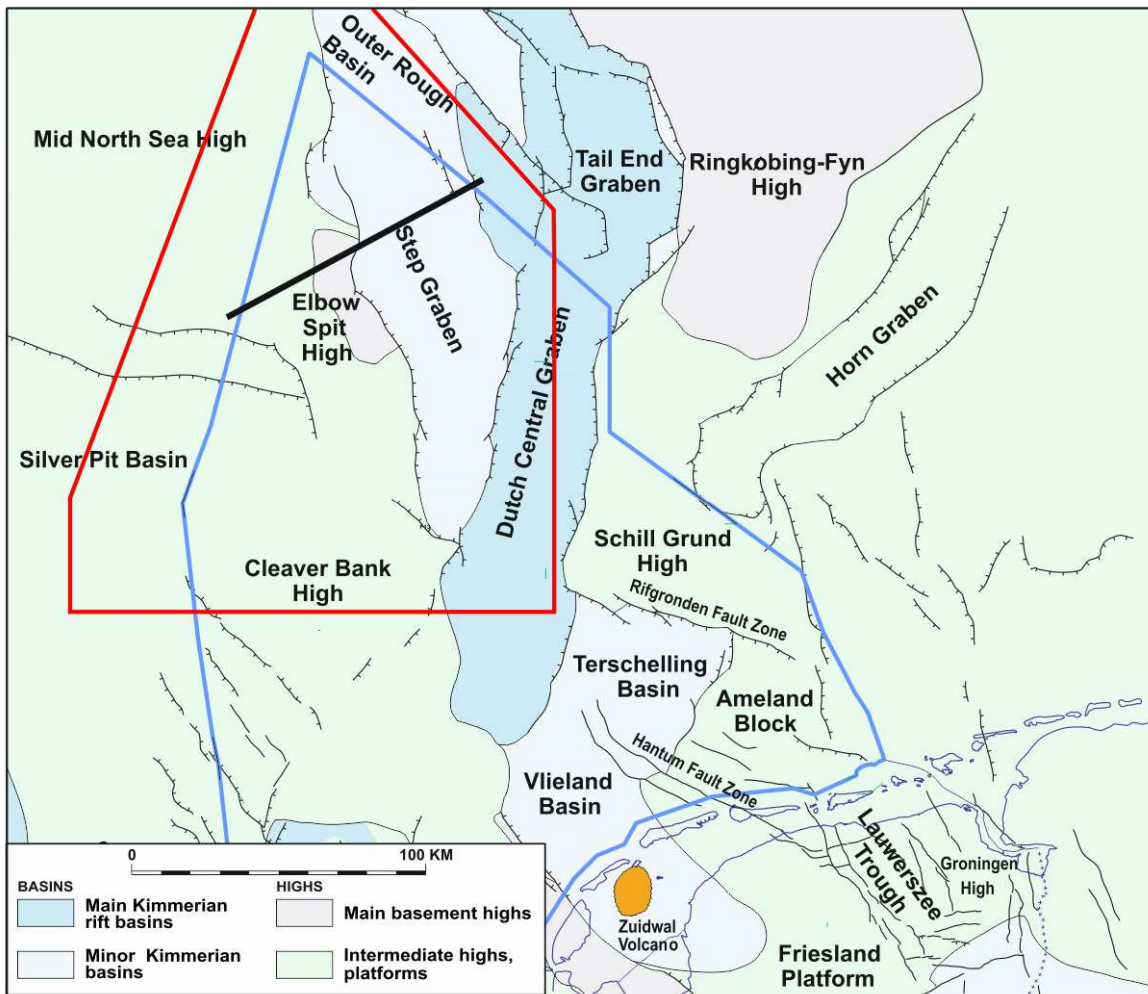 Outer Rough
Basin
Mid North Sea High
Tail End
Graben
Ringkobing-Fyn
High
Step Graben
Elbow
Spit
High
Horn Graben
Dutch Central Graben
Silver Pit Basin
Schill Grund
High
Cleaver Bank
High
Rifgronden Fault Zone
Terschelling
Basin
Ameland
Block
Hantum Fault Zone
Vlieland
Basin
Lauwerszee
Trough
Groningen
High
Zuidwal
Volcano
Friesland
Platform
0 100 KM
BASINS
Main Kimmerian
rift basins
Minor Kimmerian
basins
HIGHS
Main basement highs
Intermediate highs,
platforms